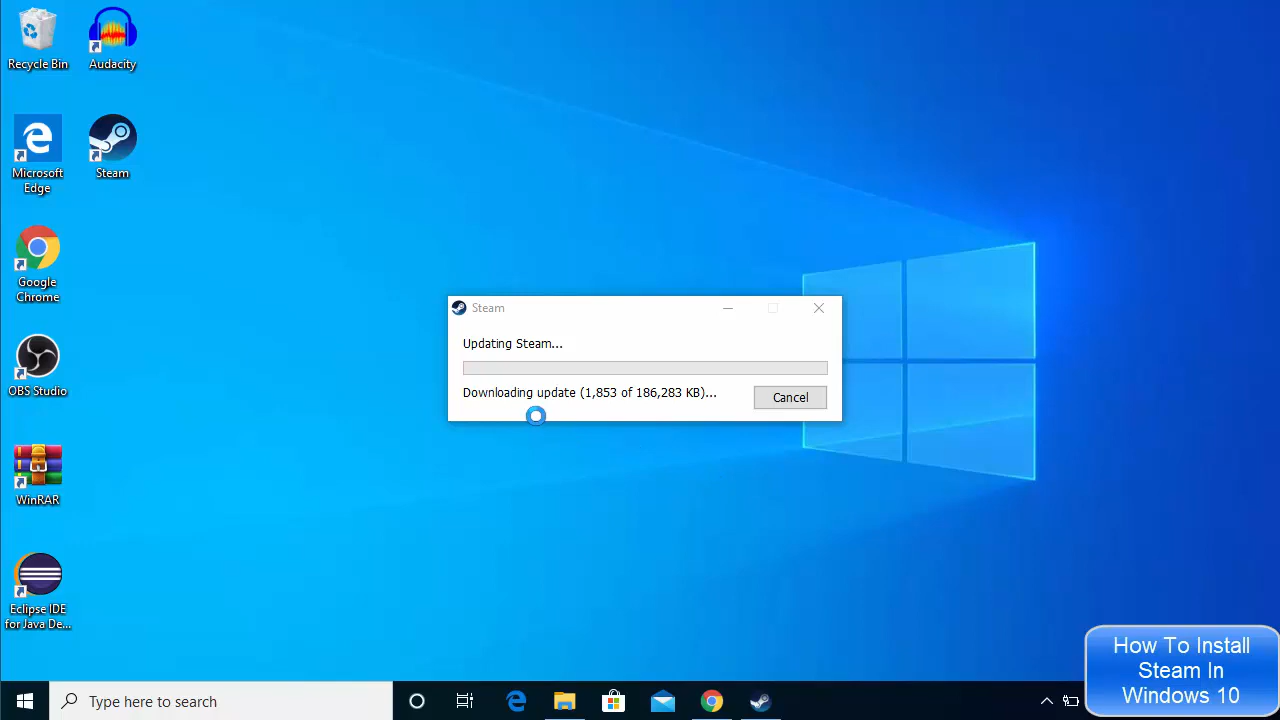 Recycle Bin
Audacity
Microsoft
Edge
Steam
Google
Chrome
OBS Studio
WinRAR
Eclipse IDE
for Java De...
Steam
Updating Steam...
Downloading update (1,853 of 186,283 KB)...
Cancel
Type here to search
How To Install
Steam In
Windows 10